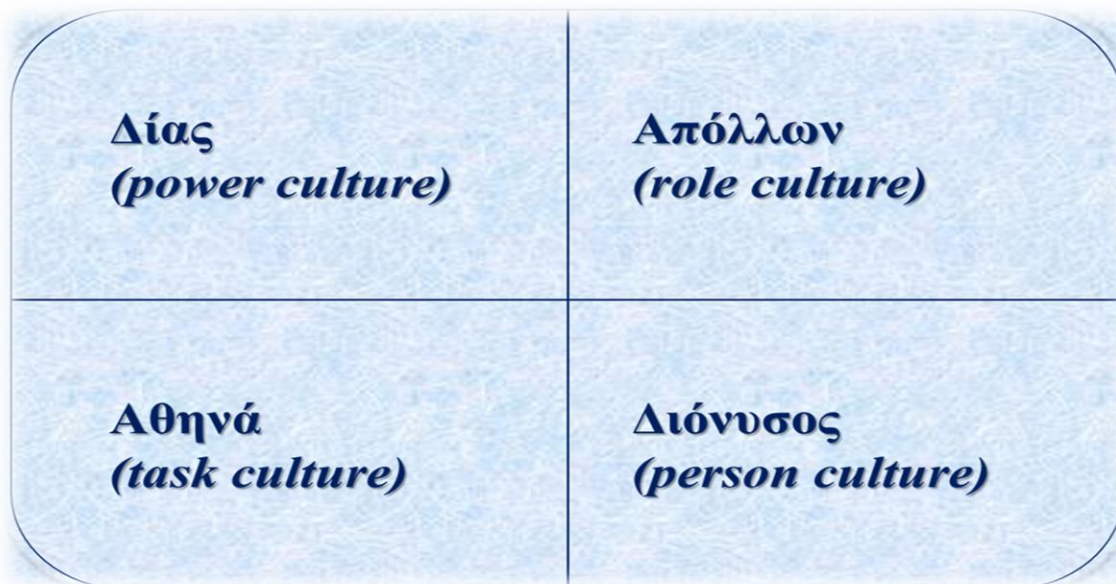 Δίας
(power culture)
Απόλλων
(role culture)
Αθηνά
(task culture)
Διόνυσος
(person culture)